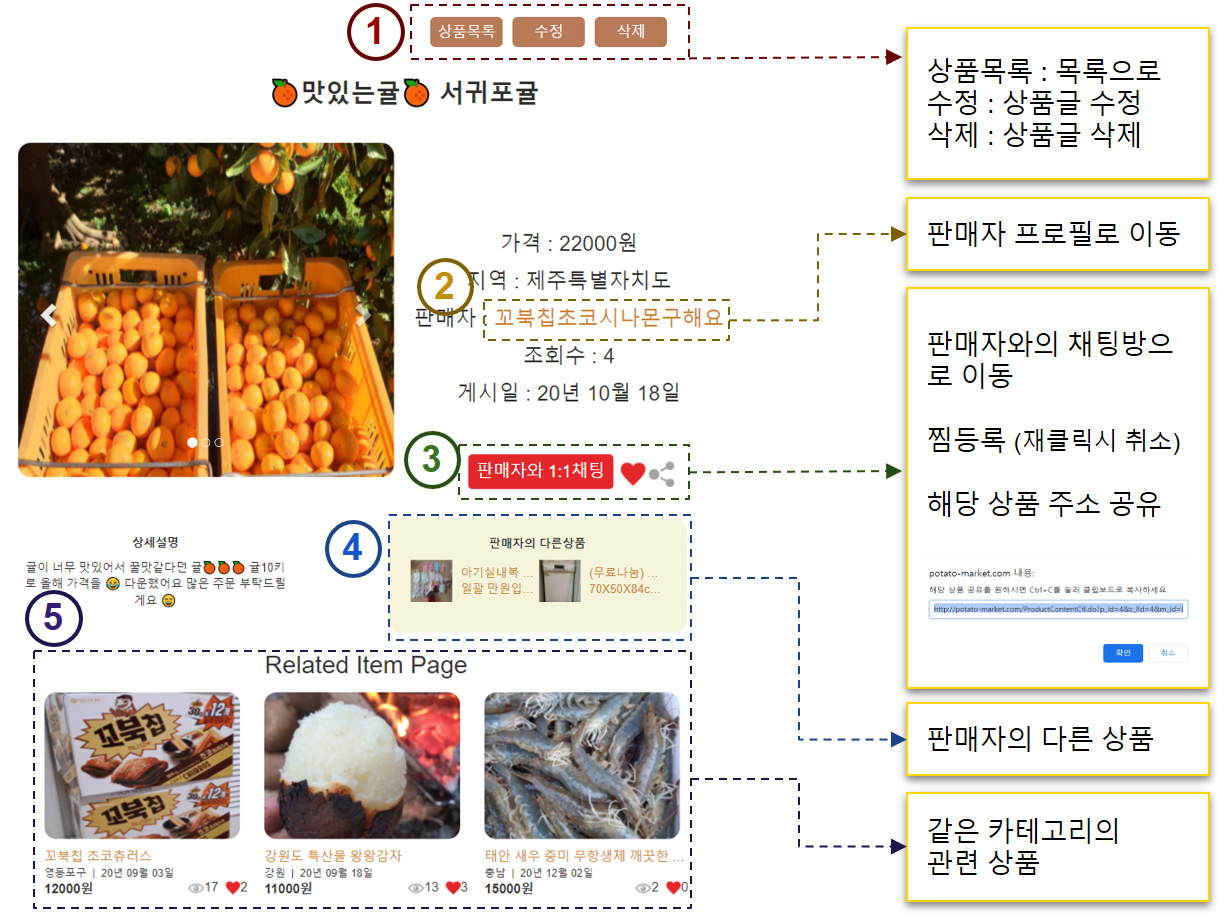 1
상품목록 수정 삭제
상품목록 : 목록으로
수정 : 상품글 수정
삭제 : 상품글 삭제
🍊맛있는귤🍊 서귀포귤
가격 : 22000원
2
지역 : 제주특별자치도
판매자 : 꼬북칩초코시나몬구해요
조회수 : 4
게시일 : 20년 10월 18일
판매자 프로필로 이동
3
판매자와 1:1채팅
판매자와의 채팅방으
로 이동
찜등록 (재클릭시 취소)
해당 상품 주소 공유
potato-market.com 내용:
해당 상품 공유를 원하시면 Ctrl+C를 눌러 클립보드로 복사하세요
http://potato-market.com/ProductContentCtl.do?p_id=4&c_lId=4&m_id=i
확인 취소
상세설명
귤이 너무 맛있어서 꿀맛같다던 귤🍊🍊🍊 귤10키
로 올해 가격을 😭 다운했어요 많은 주문 부탁드릴
게요 😄
4
판매자의 다른상품
아기실내복 ...
일괄 만원입...
(무료나눔) ...
70X50X84c...
판매자의 다른 상품
5
Related Item Page
꼬북칩
30 12개
CHURROS
꼬북칩
12개
꼬북칩 초코츄러스
영등포구 | 20년 09월 03일
12000원 17 2
강원도 특산물 왕왕감자
강원 | 20년 09월 18일
11000원 13 3
태안 새우 중미 무항생제 깨끗한 ...
충남 | 20년 12월 02일
15000원 2 0
같은 카테고리의
관련 상품